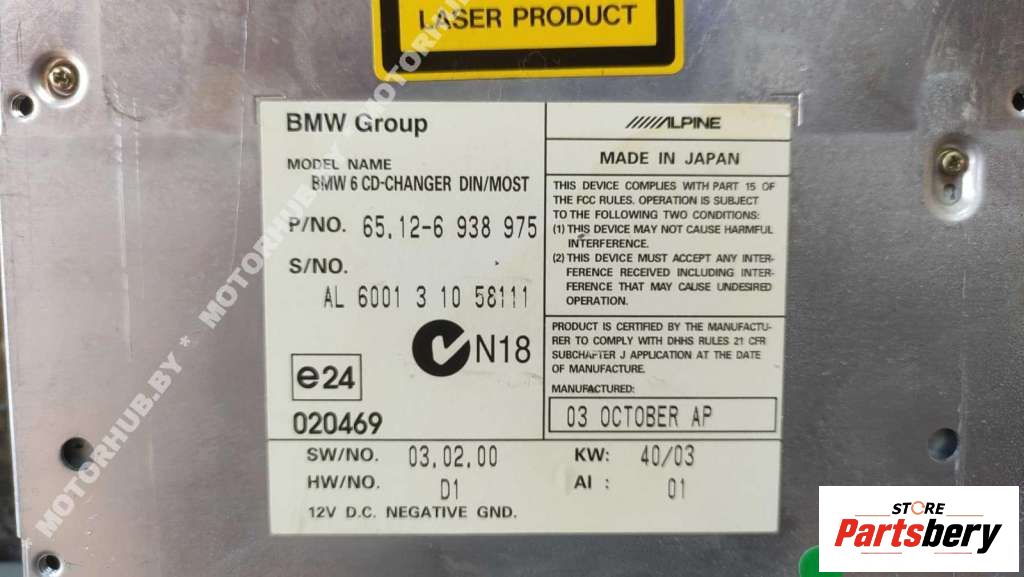 LASER PRODUCT
BMW Group
MODEL NAME
BMW 6 CD-CHANGER DIN/MOST
P/NO. 65.12-6 938 975
S/NO.
AL 6001 3 10 58111
N18
e24
020469
ALPINE
MADE IN JAPAN
THIS DEVICE COMPLIES WITH PART 15 OF
THE FCC RULES. OPERATION IS SUBJECT
TO THE FOLLOWING TWO CONDITIONS:
(1) THIS DEVICE MAY NOT CAUSE HARMFUL
INTERFERENCE.
(2) THIS DEVICE MUST ACCEPT ANY INTER-
FERENCE RECEIVED INCLUDING INTER-
FERENCE THAT MAY CAUSE UNDESIRED
OPERATION.
PRODUCT IS CERTIFIED BY THE MANUFACTU-
RER TO COMPLY WITH DHHS RULES 21 CFR
SUBCHAPTER J APPLICATION AT THE DATE
OF MANUFACTURE.
MANUFACTURED:
03 OCTOBER AP
SW/NO. 03.02.00 KW: 40/03
HW/NO. D1 AI : 01
12V D.C. NEGATIVE GND.
MOTORHUB.BY * MOTORHUB.BY * MOTORHUB.BY
STORE
Partsbery